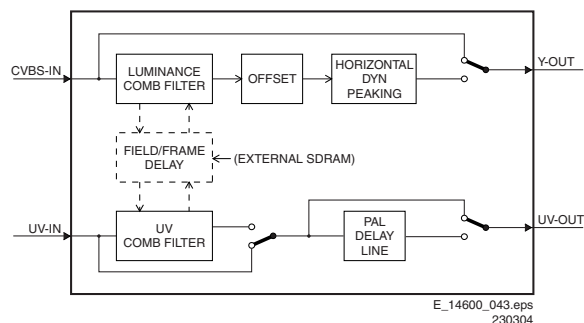 CVBS-IN
LUMINANCE
COMB FILTER
OFFSET
HORIZONTAL
DYN
PEAKING
Y-OUT
FIELD/FRAME
DELAY
(EXTERNAL SDRAM)
UV-IN
UV
COMB FILTER
PAL
DELAY
LINE
UV-OUT
E_14600_043.eps
230304